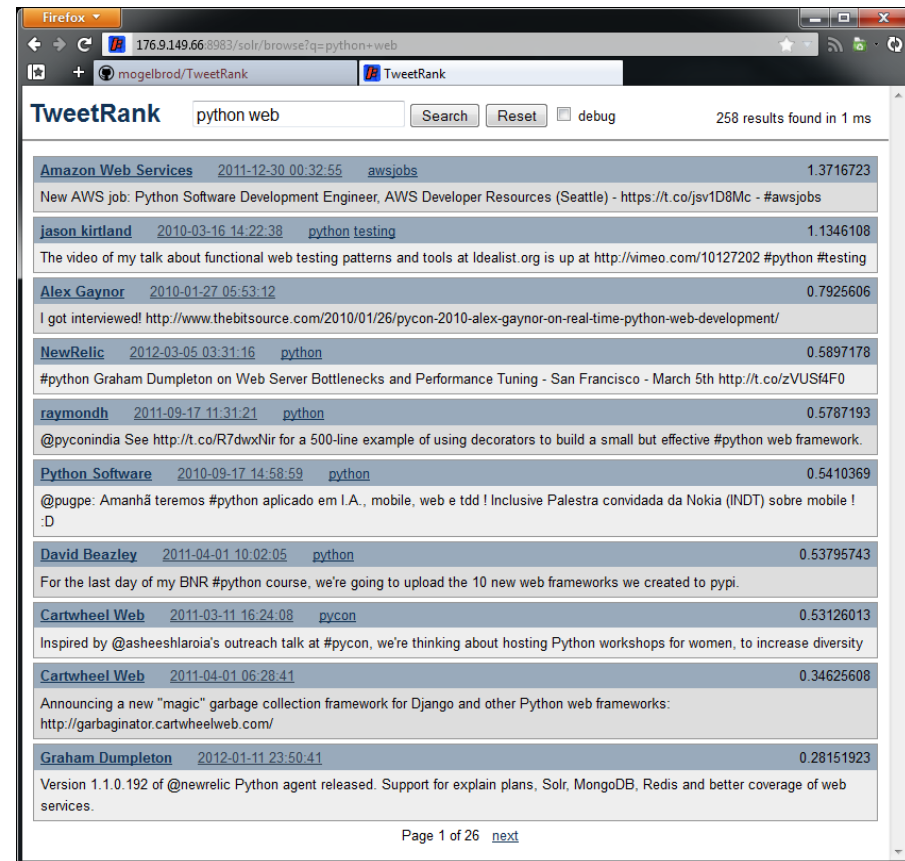 Firefox
176.9.149.66:8983/solr/browse?q=python+web
mogelbrod/TweetRank
TweetRank
TweetRank
python web
Search
Reset
debug
258 results found in 1 ms
Amazon Web Services 2011-12-30 00:32:55 awsjobs 1.3716723
New AWS job: Python Software Development Engineer, AWS Developer Resources (Seattle) - https://t.co/jsv1D8Mc - #awsjobs
jason kirtland 2010-03-16 14:22:38 python testing 1.1346108
The video of my talk about functional web testing patterns and tools at Idealist.org is up at http://vimeo.com/10127202 #python #testing
Alex Gaynor 2010-01-27 05:53:12 0.7925606
I got interviewed! http://www.thebitsource.com/2010/01/26/pycon-2010-alex-gaynor-on-real-time-python-web-development/
NewRelic 2012-03-05 03:31:16 python 0.5897178
#python Graham Dumpleton on Web Server Bottlenecks and Performance Tuning - San Francisco - March 5th http://t.co/zVUSf4F0
raymondh 2011-09-17 11:31:21 python 0.5787193
@pyconindia See http://t.co/R7dwxNir for a 500-line example of using decorators to build a small but effective #python web framework.
Python Software 2010-09-17 14:58:59 python 0.5410369
@pugpe: Amanhã teremos #python aplicado em I.A., mobile, web e tdd ! Inclusive Palestra convidada da Nokia (INDT) sobre mobile !
:D
David Beazley 2011-04-01 10:02:05 python 0.53795743
For the last day of my BNR #python course, we're going to upload the 10 new web frameworks we created to pypi.
Cartwheel Web 2011-03-11 16:24:08 pycon 0.53126013
Inspired by @asheeshlaroia's outreach talk at #pycon, we're thinking about hosting Python workshops for women, to increase diversity
Cartwheel Web 2011-04-01 06:28:41 0.34625608
Announcing a new "magic" garbage collection framework for Django and other Python web frameworks:
http://garbaginator.cartwheelweb.com/
Graham Dumpleton 2012-01-11 23:50:41 0.28151923
Version 1.1.0.192 of @newrelic Python agent released. Support for explain plans, Solr, MongoDB, Redis and better coverage of web
services.
Page 1 of 26 next